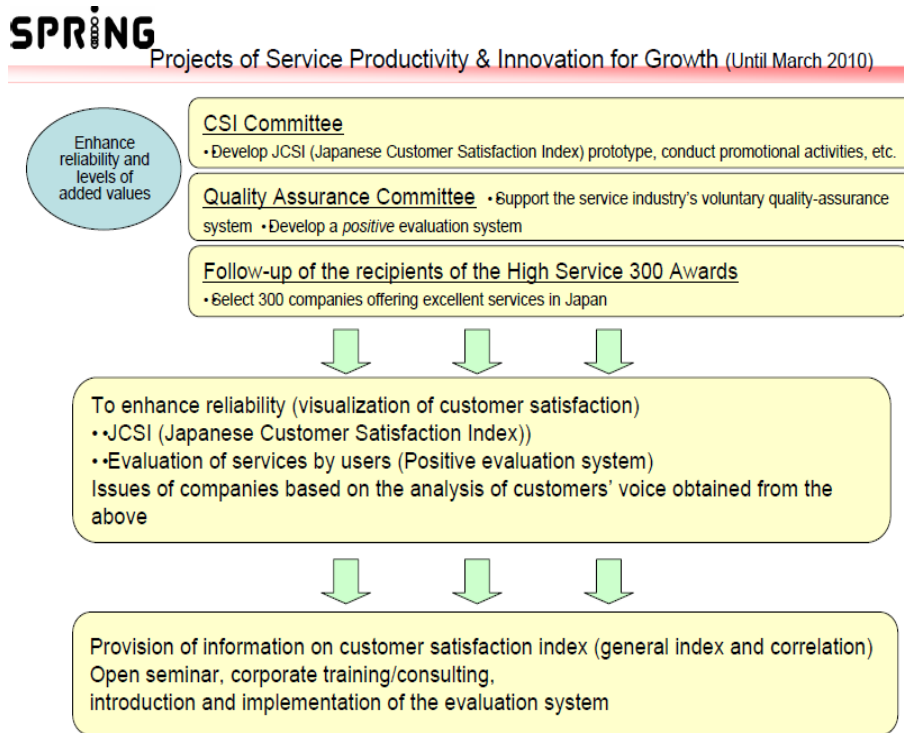 SPRiNG
Projects of Service Productivity & Innovation for Growth (Until March 2010)
Enhance
reliability and
levels of
added values
CSI Committee
・Develop JCSI (Japanese Customer Satisfaction Index) prototype, conduct promotional activities, etc.
Quality Assurance Committee ・Support the service industry's voluntary quality-assurance
system ・Develop a positive evaluation system
Follow-up of the recipients of the High Service 300 Awards
・Select 300 companies offering excellent services in Japan
To enhance reliability (visualization of customer satisfaction)
・・JCSI (Japanese Customer Satisfaction Index))
・・Evaluation of services by users (Positive evaluation system)
Issues of companies based on the analysis of customers' voice obtained from the
above
Provision of information on customer satisfaction index (general index and correlation)
Open seminar, corporate training/consulting,
introduction and implementation of the evaluation system